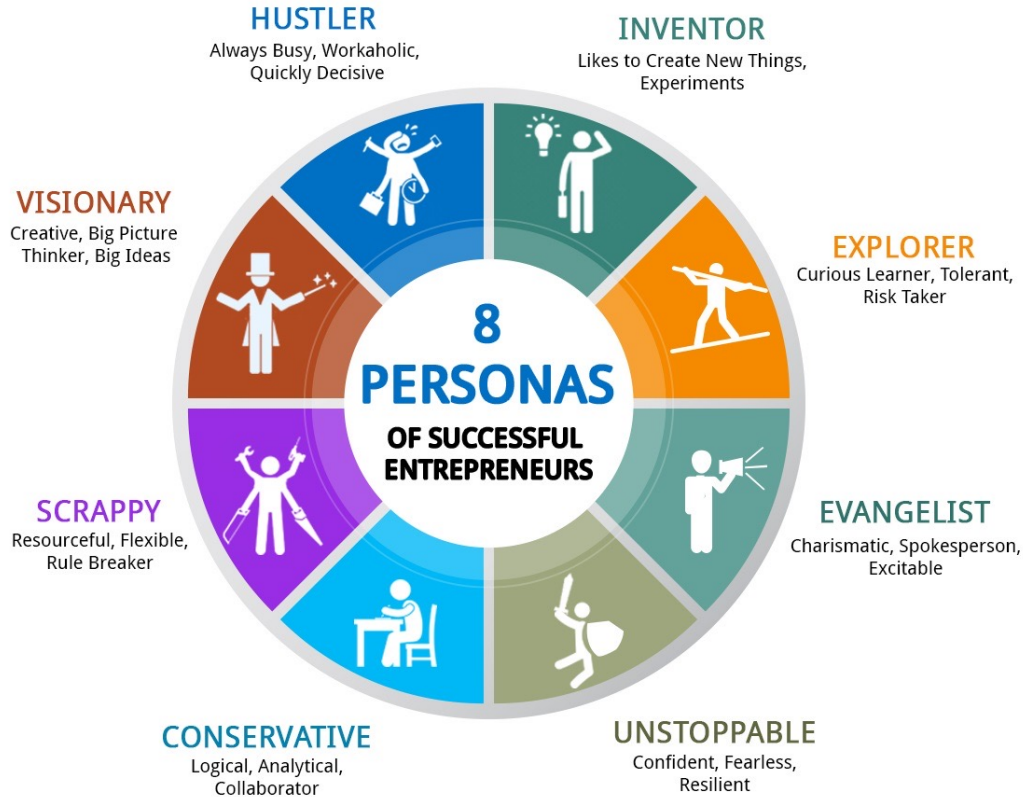 HUSTLER
Always Busy, Workaholic,
Quickly Decisive
INVENTOR
Likes to Create New Things,
Experiments
VISIONARY
Creative, Big Picture
Thinker, Big Ideas
EXPLORER
Curious Learner, Tolerant,
Risk Taker
8
PERSONAS
OF SUCCESSFUL
ENTREPRENEURS
SCRAPPY
Resourceful, Flexible,
Rule Breaker
EVANGELIST
Charismatic, Spokesperson,
Excitable
CONSERVATIVE
Logical, Analytical,
Collaborator
UNSTOPPABLE
Confident, Fearless,
Resilient